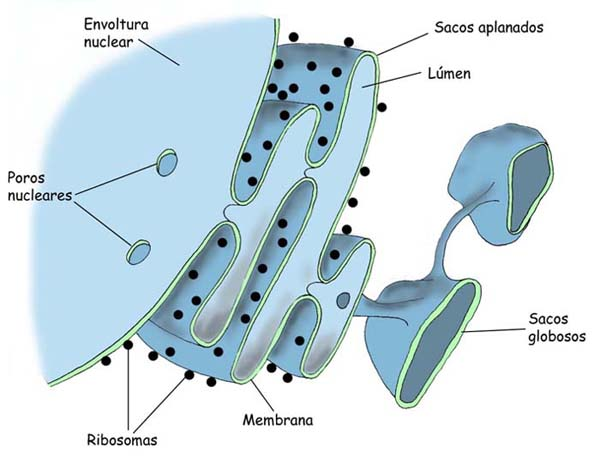 Envoltura
nuclear
Sacos aplanados
Lúmen
Poros
nucleares
Sacos
globosos
Membrana
Ribosomas